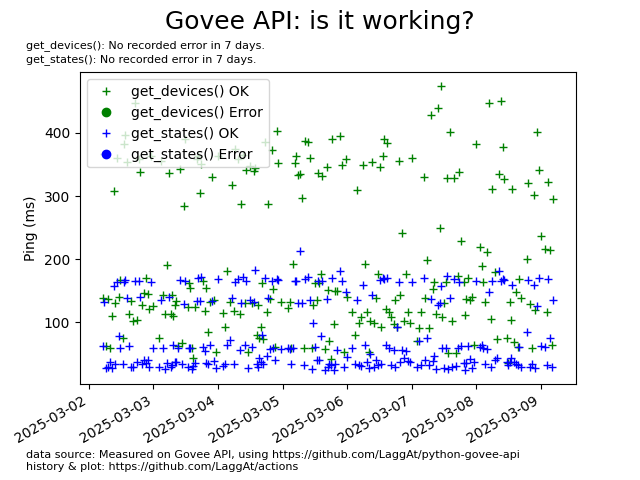 Govee API: is it working?
get_devices(): No recorded error in 7 days.
get_states(): No recorded error in 7 days.
get_devices() OK
get_devices() Error
get_states() OK
get_states() Error
Ping (ms)
400
300
200
100
2025-03-02
2025-03-03
2025-03-04
2025-03-05
2025-03-06
2025-03-07
2025-03-08
2025-03-09
data source: Measured on Govee API, using https://github.com/LaggAt/python-govee-api
history & plot: https://github.com/LaggAt/actions